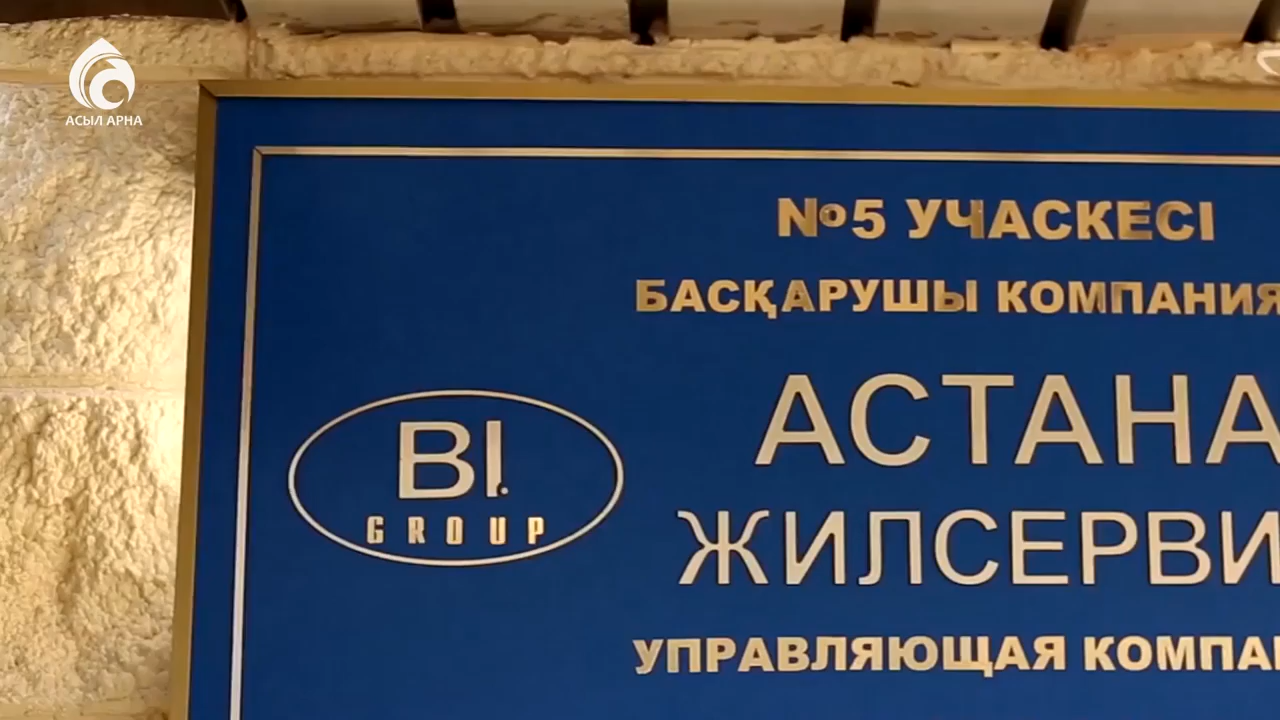 АСЫЛ АРНА
№5 УЧАСКЕСІ
БАСҚАРУШЫ КОМПАНИЯ
АСТАНА
ЖИЛСЕРВИ
УПРАВЛЯЮЩАЯ КОМПА
BI.
GROUP